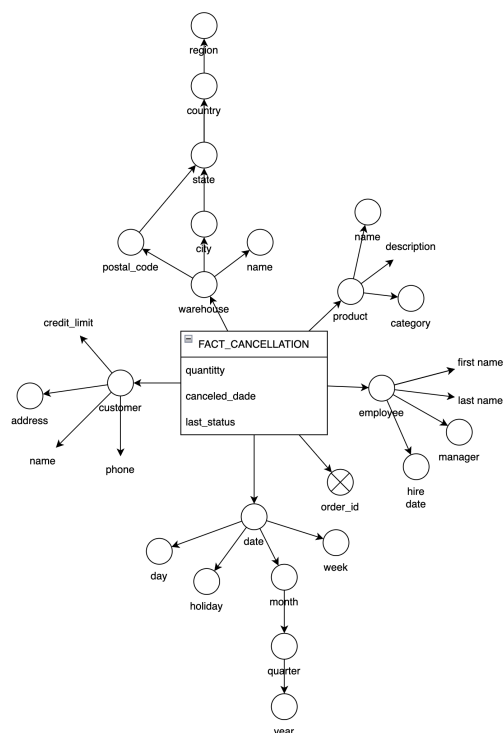 region
country
state
city
postal_code
name
warehouse
name
description
product
category
credit_limit
FACT_CANCELLATION
quantitty
canceled_dade
last_status
customer
address
name
phone
first name
last name
employee
manager
hire
date
order_id
date
day
holiday
month
week
quarter
year